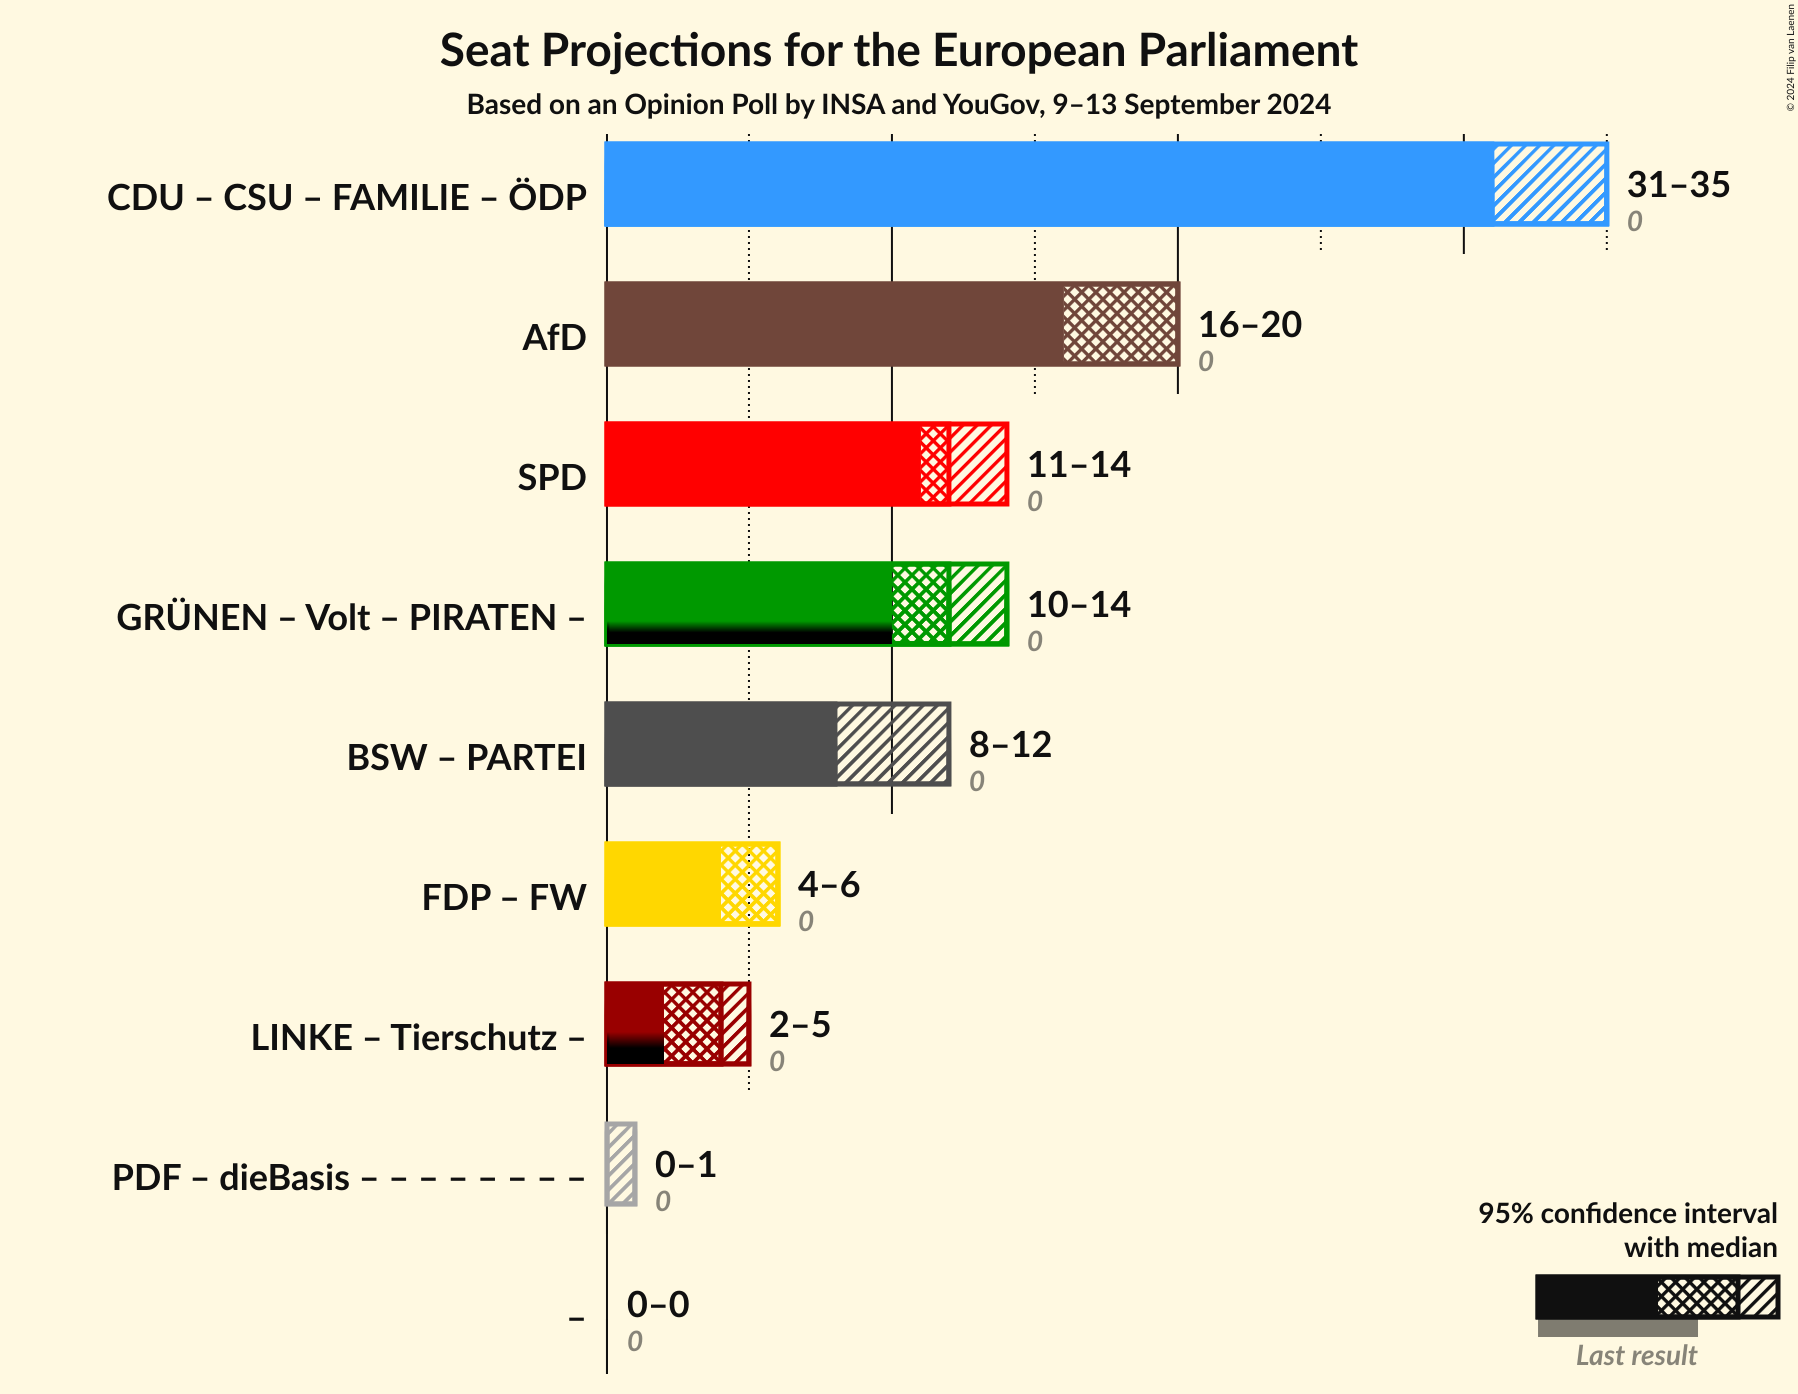 Seat Projections for the European Parliament
Based on an Opinion Poll by INSA and YouGov, 9–13 September 2024
© 2024 Filip van Laenen
CDU – CSU – FAMILIE – ÖDP
31–35
0
AfD
16–20
0
SPD
11–14
0
GRÜNEN – Volt – PIRATEN –
10–14
0
BSW – PARTEI
8–12
0
FDP – FW
4–6
0
LINKE – Tierschutz –
2–5
0
PDF – dieBasis – – – – – – – –
0–1
0
–
0–0
0
95% confidence interval
with median
Last result